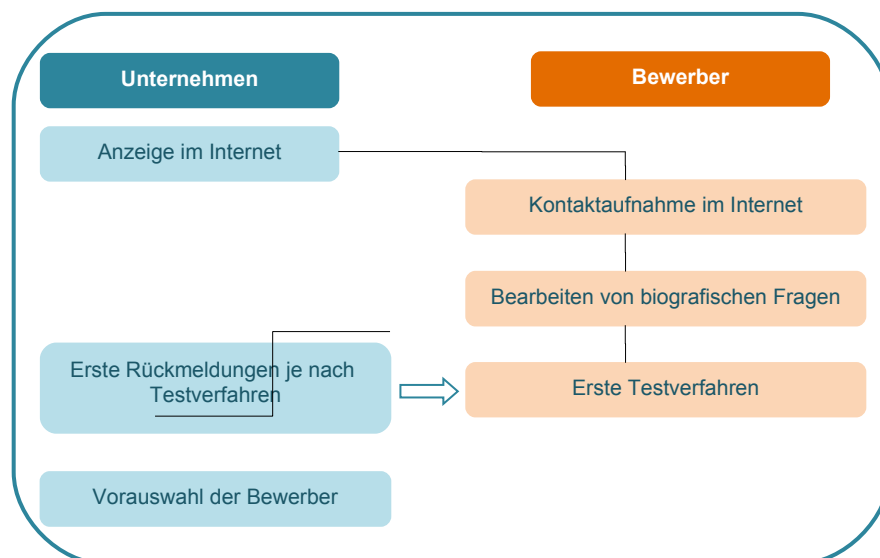 Unternehmen
Bewerber
Anzeige im Internet
Kontaktaufnahme im Internet
Bearbeiten von biografischen Fragen
Erste Rückmeldungen je nach
Testverfahren
Erste Testverfahren
Vorauswahl der Bewerber